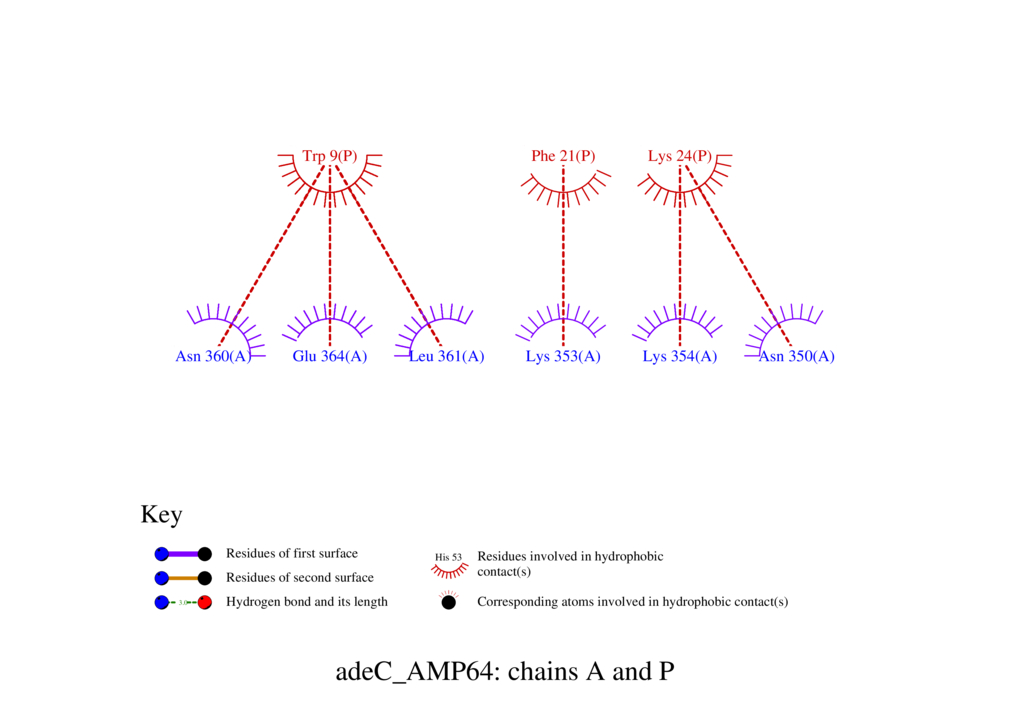 Trp 9(P) Phe 21(P) Lys 24(P)
Asn 360(A) Glu 364(A) Leu 361(A) Lys 353(A) Lys 354(A) Asn 350(A)
Key
Residues of first surface
Residues of second surface
3.0
Hydrogen bond and its length
His 53
Residues involved in hydrophobic
contact(s)
Corresponding atoms involved in hydrophobic contact(s)
adeC_AMP64: chains A and P